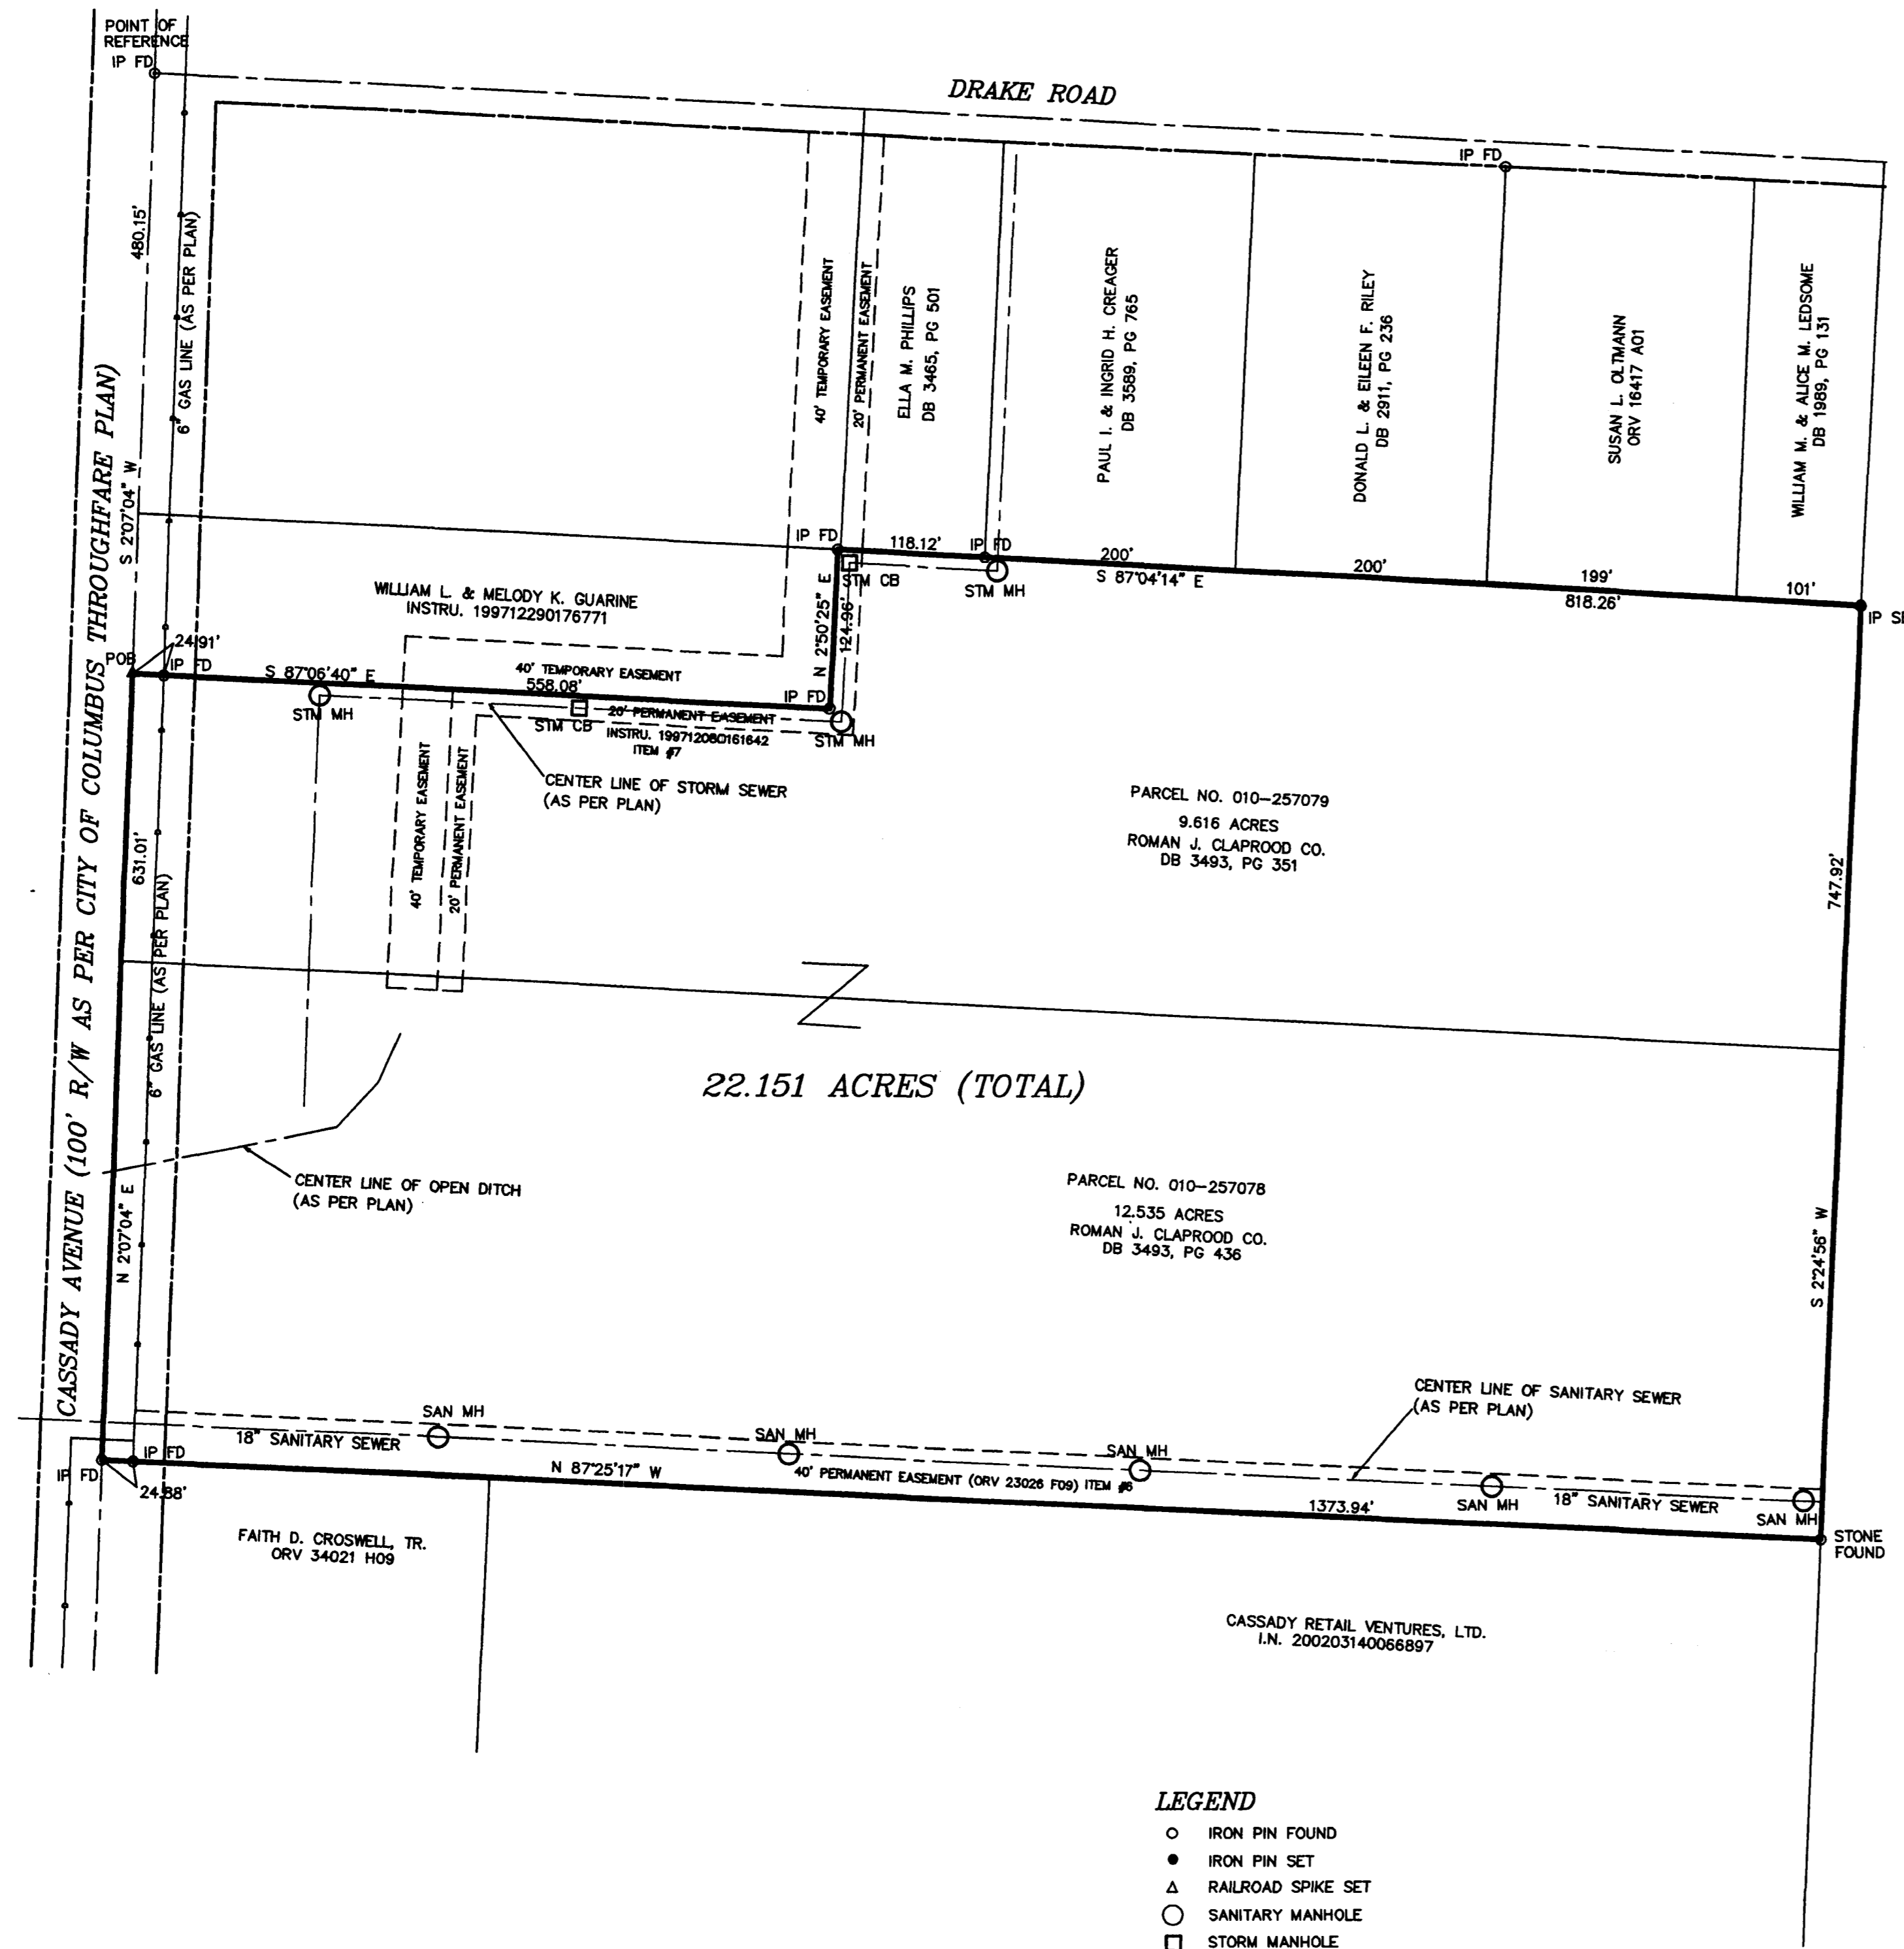 POINT OF
REFERENCE
IP FD
DRAKE ROAD
IP FD
480.15'
S 2°07'04" W
6" GAS LINE (AS PER PLAN)
CASSADY AVENUE (100' R/W AS PER CITY OF COLUMBUS THROUGHFARE PLAN)
40' TEMPORARY EASEMENT
20' PERMANENT EASEMENT
ELLA M. PHILLIPS
DB 3465, PG 501
PAUL I. & INGRID H. CREAGER
DB 3589, PG 765
DONALD L. & EILEEN F. RILEY
DB 2911, PG 236
SUSAN L. OLTMANN
ORV 16417 A01
WILLIAM M. & ALICE M. LEDSOME
DB 1989, PG 131
IP FD
118.12'
IP FD
200'
S 87°04'14" E
200'
199'
818.26'
101'
STM CB
STM MH
WILLIAM L. & MELODY K. GUARINE
INSTRU. 199712290176771
N 2°50'25" E
124.96'
24.91'
POB
IP FD
S 87°06'40" E
40' TEMPORARY EASEMENT
558.08'
IP FD
STM MH
STM CB
20' PERMANENT EASEMENT
INSTRU. 199712080161642
ITEM #7
STM MH
40' TEMPORARY EASEMENT
20' PERMANENT EASEMENT
CENTER LINE OF STORM SEWER
(AS PER PLAN)
PARCEL NO. 010-257079
9.616 ACRES
ROMAN J. CLAPROOD CO.
DB 3493, PG 351
631.01'
6" GAS LINE (AS PER PLAN)
747.92'
22.151 ACRES (TOTAL)
CENTER LINE OF OPEN DITCH
(AS PER PLAN)
N 2°07'04" E
PARCEL NO. 010-257078
12.535 ACRES
ROMAN J. CLAPROOD CO.
DB 3493, PG 436
S 2°24'56" W
CENTER LINE OF SANITARY SEWER
(AS PER PLAN)
SAN MH
18" SANITARY SEWER
SAN MH
SAN MH
IP FD
IP FD
24.88'
N 87°25'17" W
40' PERMANENT EASEMENT (ORV 23026 F09) ITEM #6
1373.94'
SAN MH
18" SANITARY SEWER
SAN MH
STONE
FOUND
FAITH D. CROSWELL, TR.
ORV 34021 H09
CASSADY RETAIL VENTURES, LTD.
I.N. 200203140066897
LEGEND
IRON PIN FOUND
IRON PIN SET
RAILROAD SPIKE SET
SANITARY MANHOLE
STORM MANHOLE